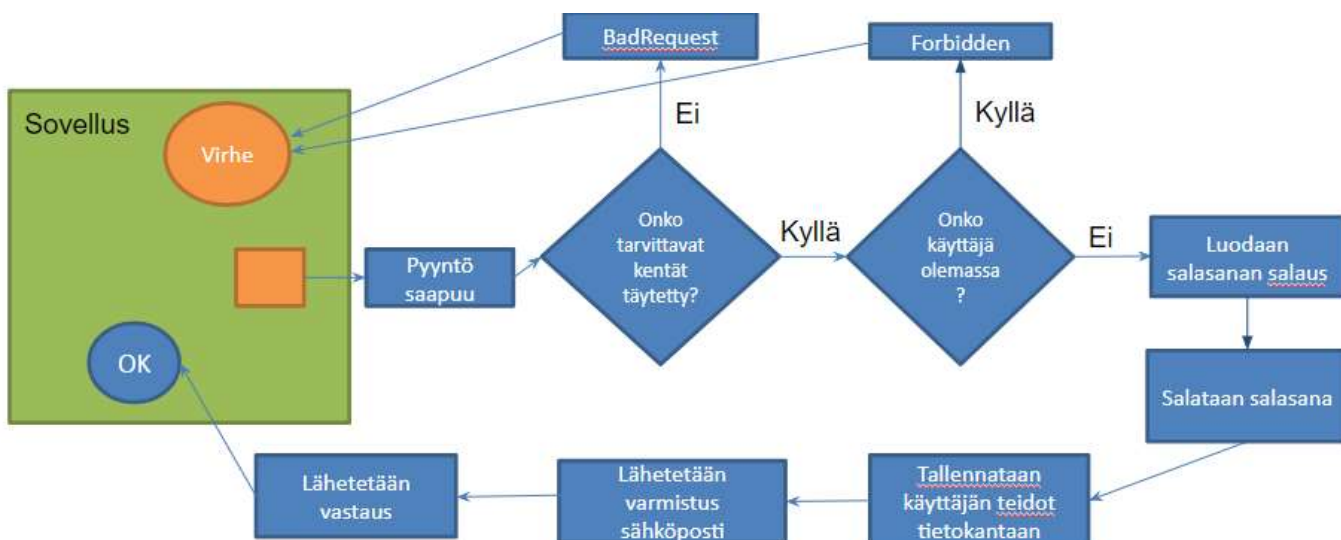 BadRequest
Forbidden
Sovellus
Virhe
Ei
Kyllä
Onko
tarvittavat
kentät
täytetty?
Kyllä
Onko
käyttäjä
olemassa
?
Ei
Luodaan
salasanan salaus
Pyyntö
saapuu
OK
Salataan salasana
Lähetetään
vastaus
Lähetetään
varmistus
sähköposti
Tallennataan
käyttäjän teidot
tietokantaan